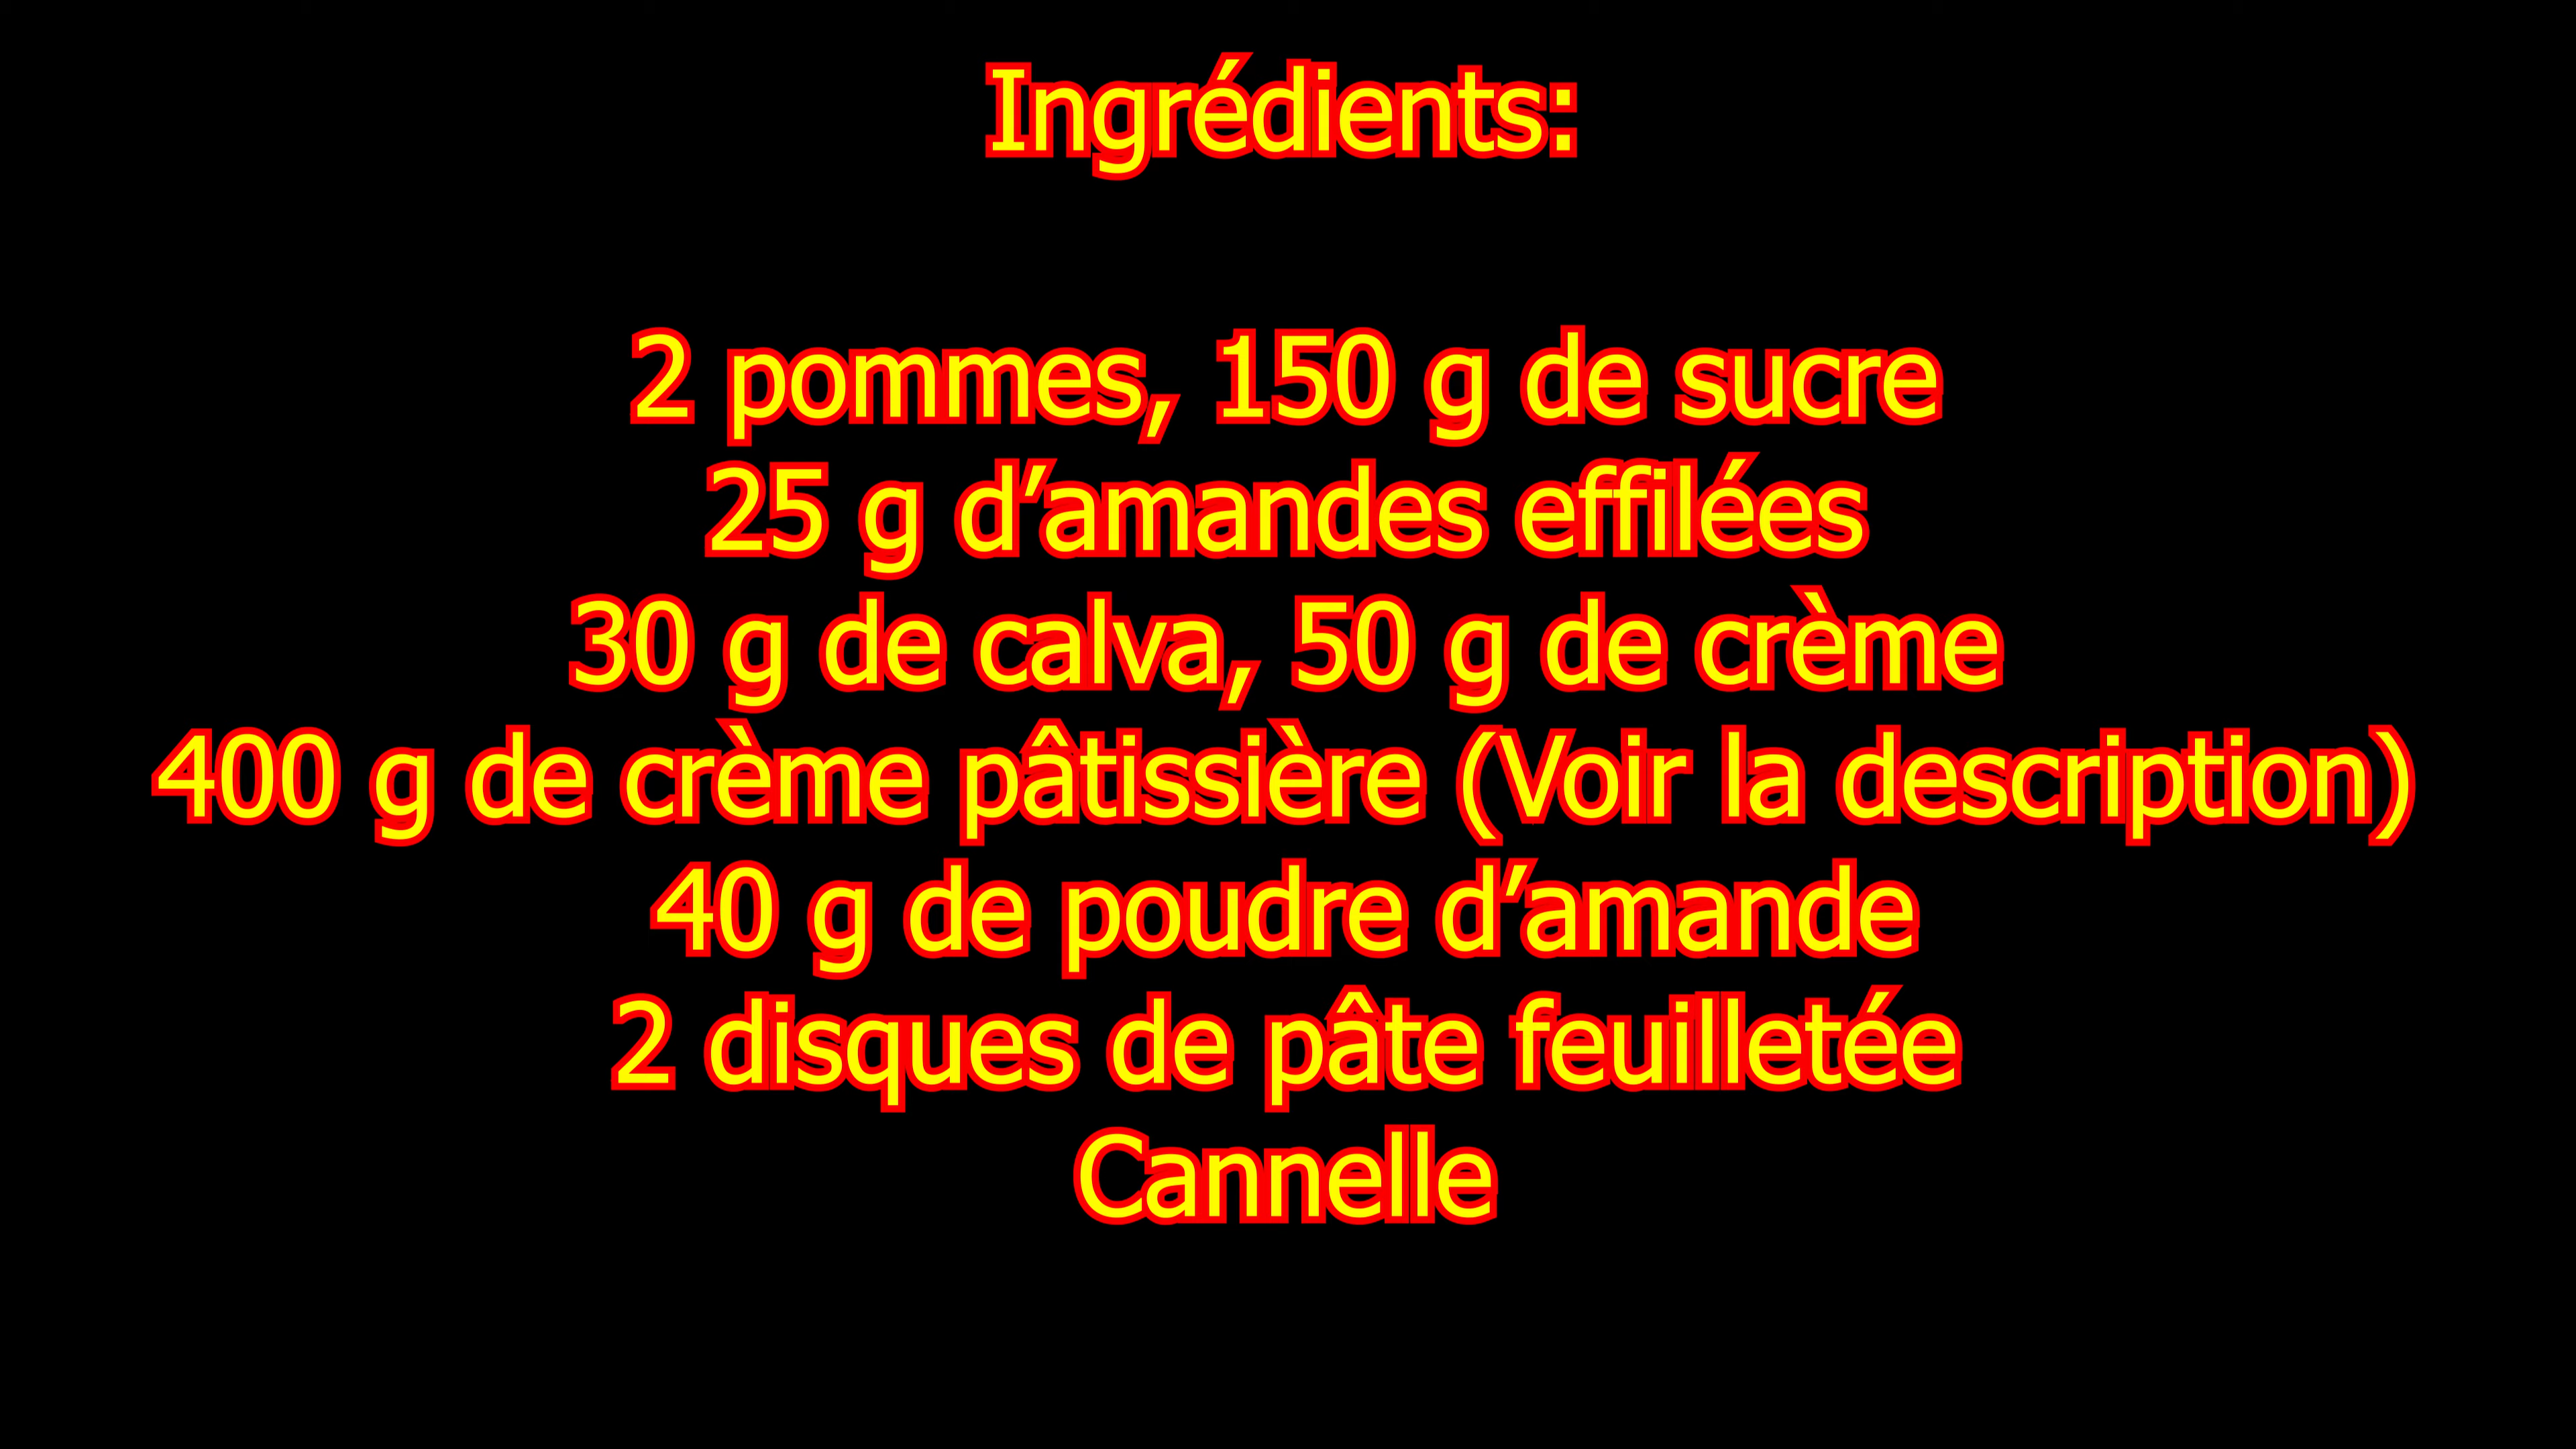 Ingrédients:
2 pommes, 150 g de sucre
25 g d’amandes effilées
30 g de calva, 50 g de crème
400 g de crème pâtissière (Voir la description)
40 g de poudre d’amande
2 disques de pâte feuilletée
Cannelle